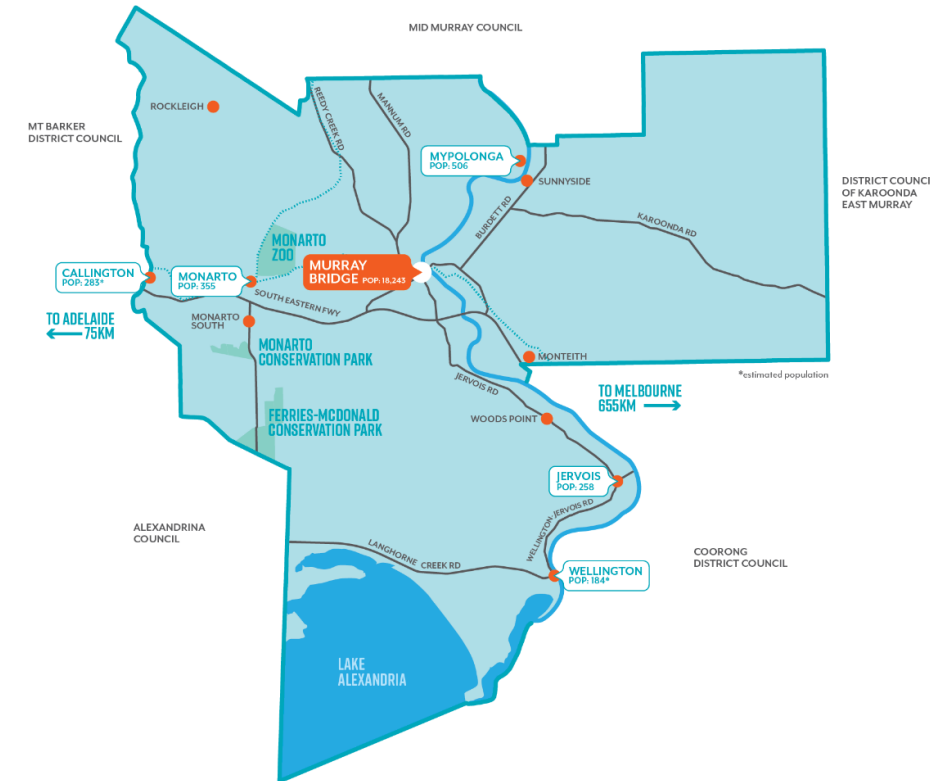 MID MURRAY COUNCIL
ROCKLEIGH
REEDY CREEK RD
MANNUM RD
MT BARKER
DISTRICT COUNCIL
MYPOLONGA
POP: 506
SUNNYSIDE
DISTRICT COUNCI
OF KAROONDA
EAST MURRAY
BURDETT RD
KAROONDA RD
MONARTO
ZOO
CALLINGTON
POP: 283*
MONARTO
POP: 355
MURRAY
BRIDGE POP: 18,243
SOUTH EASTERN FWY
TO ADELAIDE
75KM
MONARTO
SOUTH
MONARTO
CONSERVATION PARK
MONTEITH
*estimated population
JERVOIS RD
TO MELBOURNE
655KM
FERRIES-MCDONALD
CONSERVATION PARK
WOODS POINT
JERVOIS
POP: 258
WELLINGTON-JERVOIS RD
ALEXANDRINA
COUNCIL
LANGHORNE CREEK RD
COORONG
DISTRICT COUNCIL
WELLINGTON
POP: 184*
LAKE
ALEXANDRIA